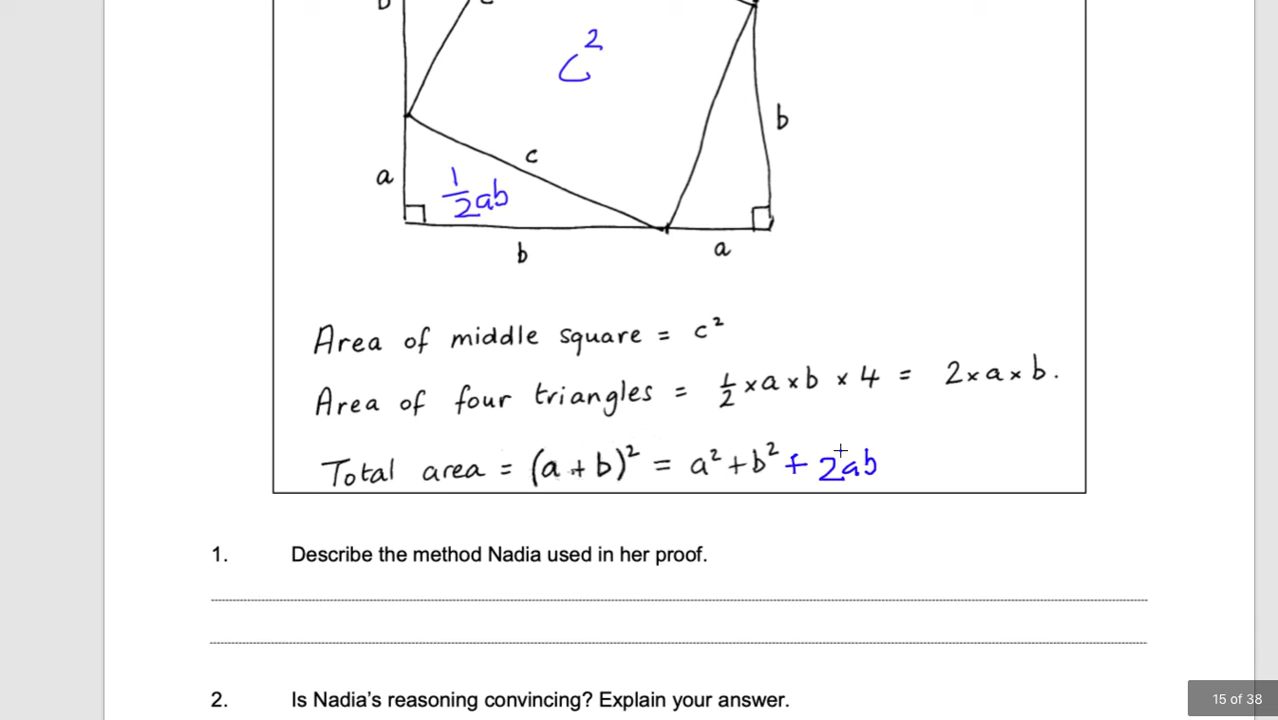 c²
b
c
a
½ab
b
a
Area of middle square = c²
Area of four triangles = ½ × a × b × 4 = 2 × a × b.
Total area = (a + b)² = a² + b² + 2ab
1. Describe the method Nadia used in her proof.
2. Is Nadia’s reasoning convincing? Explain your answer.
15 of 38